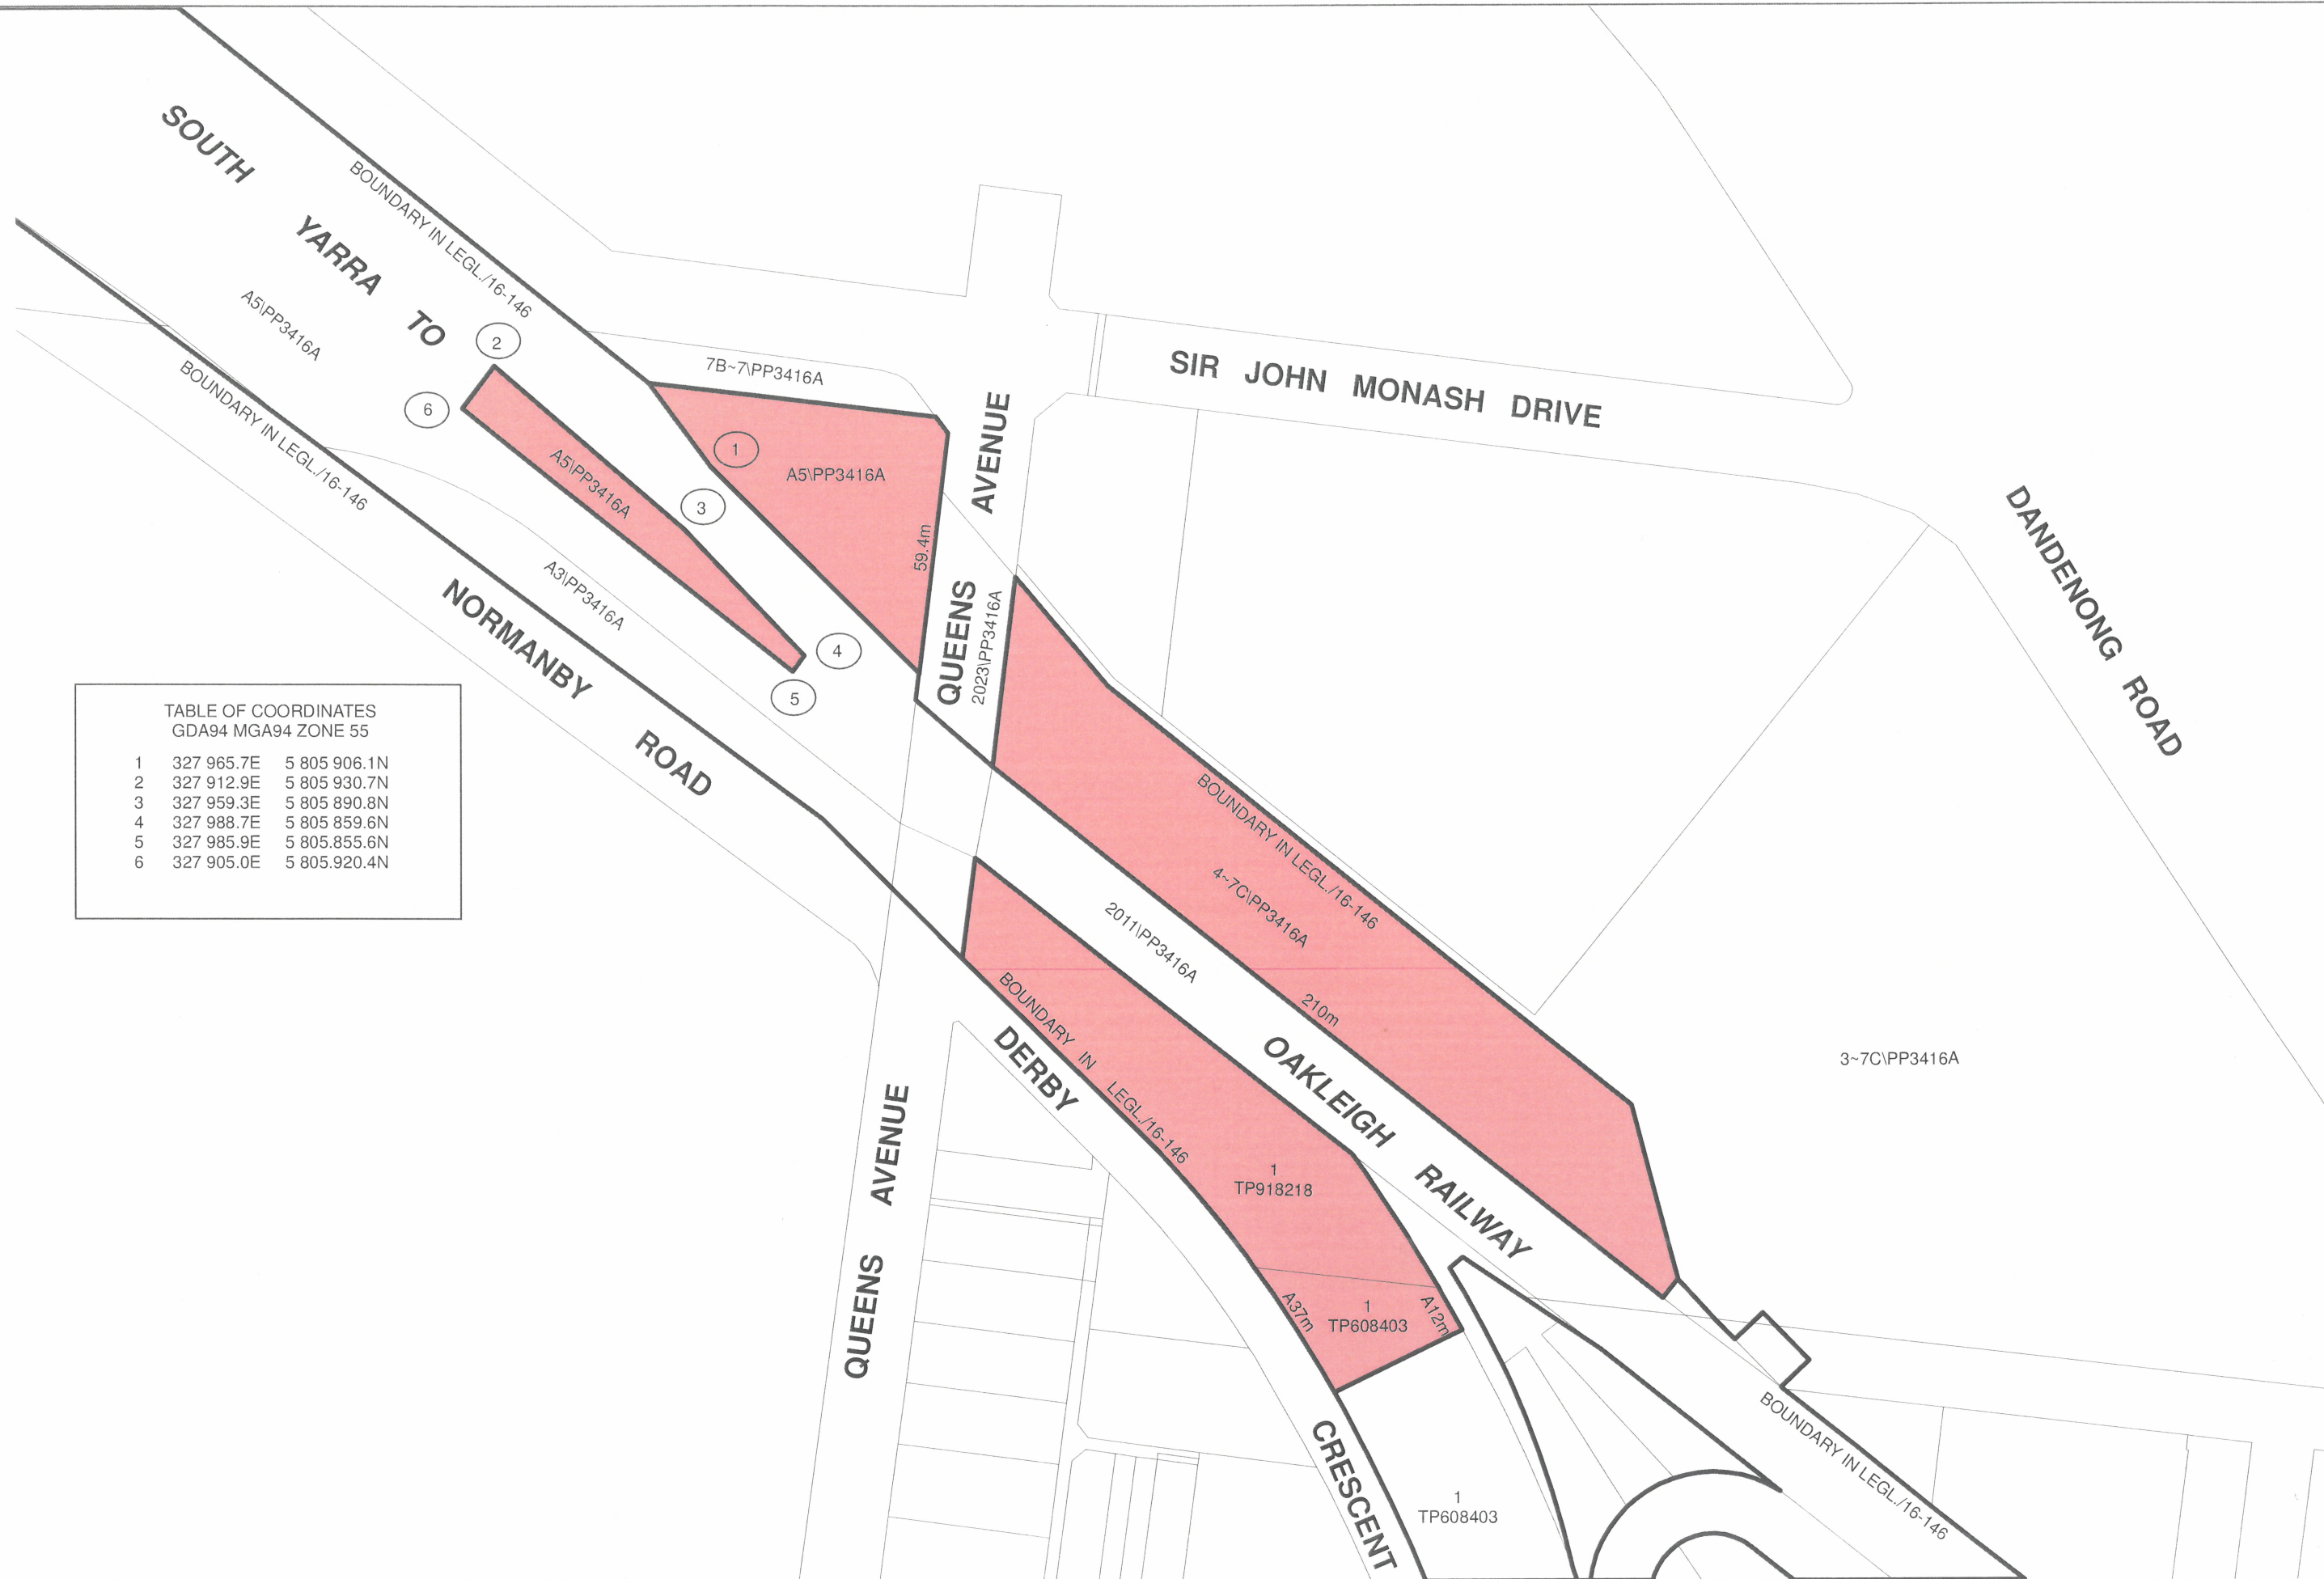 SOUTH YARRA TO
BOUNDARY IN LEGL./16-146
A5\PP3416A
BOUNDARY IN LEGL./16-146
2
6
7B~7\PP3416A
1
A5\PP3416A
A5\PP3416A
3
59.4m
QUEENS AVENUE
2023\PP3416A
SIR JOHN MONASH DRIVE
DANDENONG ROAD
A3\PP3416A
4
5
NORMANBY ROAD
TABLE OF COORDINATES
GDA94 MGA94 ZONE 55
1 327 965.7E 5 805 906.1N
2 327 912.9E 5 805 930.7N
3 327 959.3E 5 805 890.8N
4 327 988.7E 5 805 859.6N
5 327 985.9E 5 805.855.6N
6 327 905.0E 5 805.920.4N
BOUNDARY IN LEGL./16-146
4~7C\PP3416A
2011\PP3416A
210m
OAKLEIGH RAILWAY
3~7C\PP3416A
BOUNDARY IN LEGL./16-146
DERBY CRESCENT
QUEENS AVENUE
1
TP918218
A37m
1
TP608403
A12m
1
TP608403
BOUNDARY IN LEGL./16-146